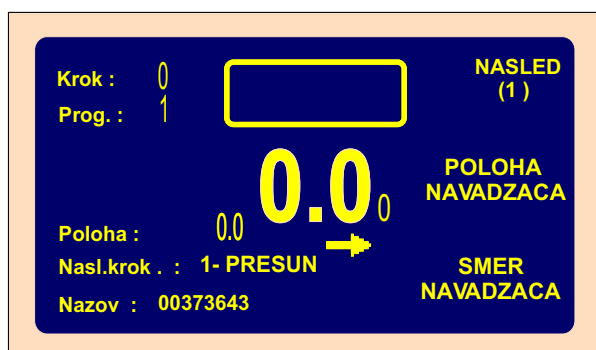 Krok : 0
Prog. : 1
NASLED
(1 )
0.0 0
POLOHA
NAVADZACA
Poloha : 0.0
Nasl.krok . : 1- PRESUN
Nazov : 00373643
SMER
NAVADZACA